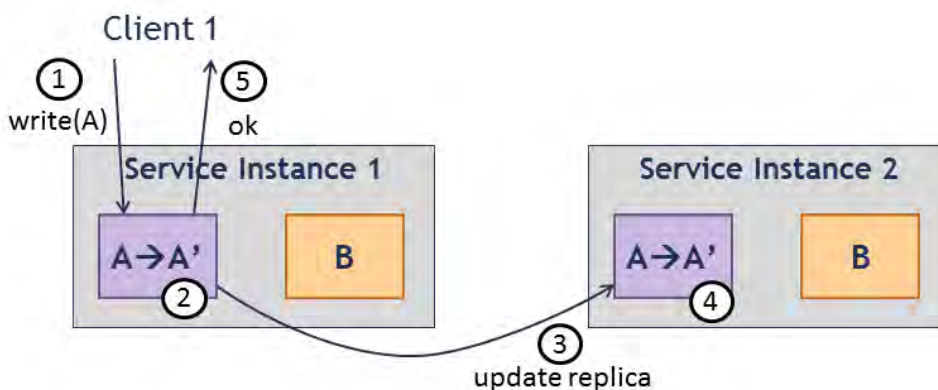 Client 1
1
5
write(A)
ok
Service Instance 1
Service Instance 2
A→A'
B
A→A'
B
2
4
3
update replica